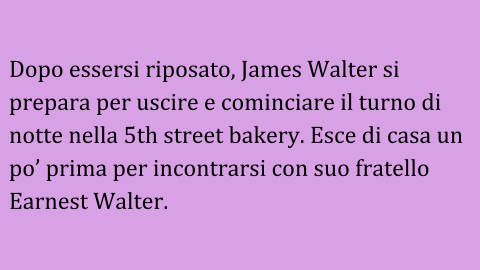 Dopo essersi riposato, James Walter si
prepara per uscire e cominciare il turno di
notte nella 5th street bakery. Esce di casa un
po’ prima per incontrarsi con suo fratello
Earnest Walter.